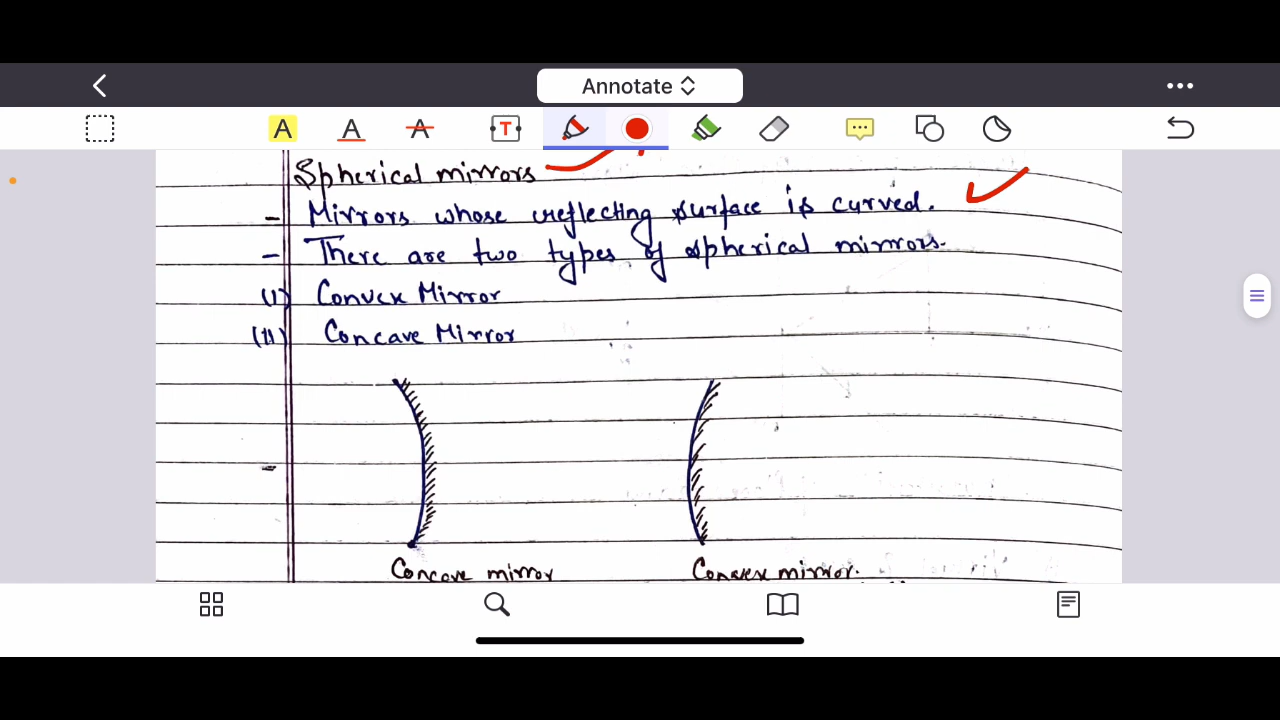 Annotate
A A A T
Spherical mirrors
- Mirrors whose reflecting surface is curved.
- There are two types of spherical mirrors.
(I) Convex Mirror
(II) Concave Mirror
-
Concave mirror Convex mirror.